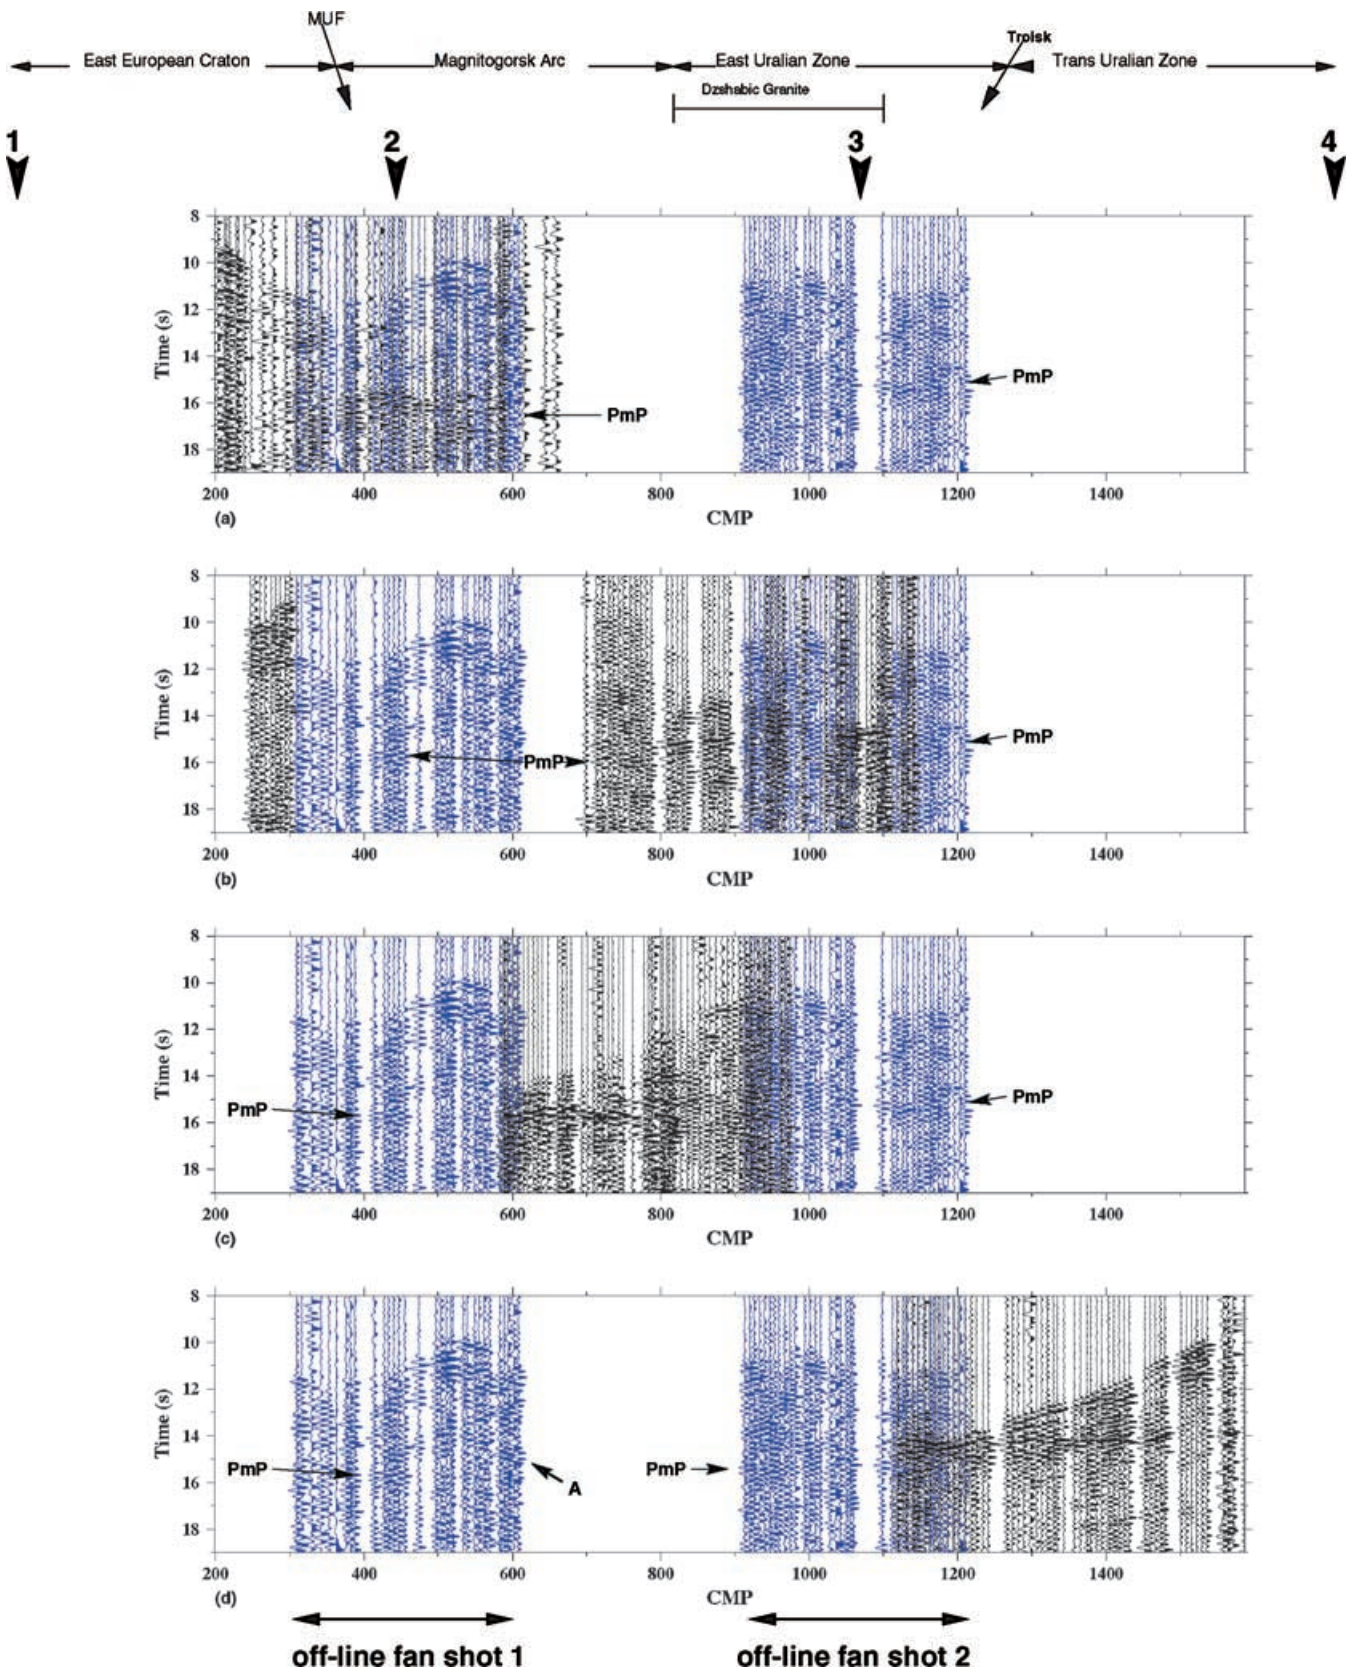 MUF
Troisk
East European Craton
Magnitogorsk Arc
East Uralian Zone
Trans Uralian Zone
Dzshabic Granite
1 2 3 4
8
10
12
14
16
18
Time (s)
PmP
PmP
200 400 600 800 1000 1200 1400
(a)
CMP
8
10
12
14
16
18
Time (s)
PmP
PmP
200 400 600 800 1000 1200 1400
(b)
CMP
8
10
12
14
16
18
Time (s)
PmP
PmP
200 400 600 800 1000 1200 1400
(c)
CMP
8
10
12
14
16
18
Time (s)
PmP
A
PmP
200 400 600 800 1000 1200 1400
(d)
CMP
off-line fan shot 1
off-line fan shot 2